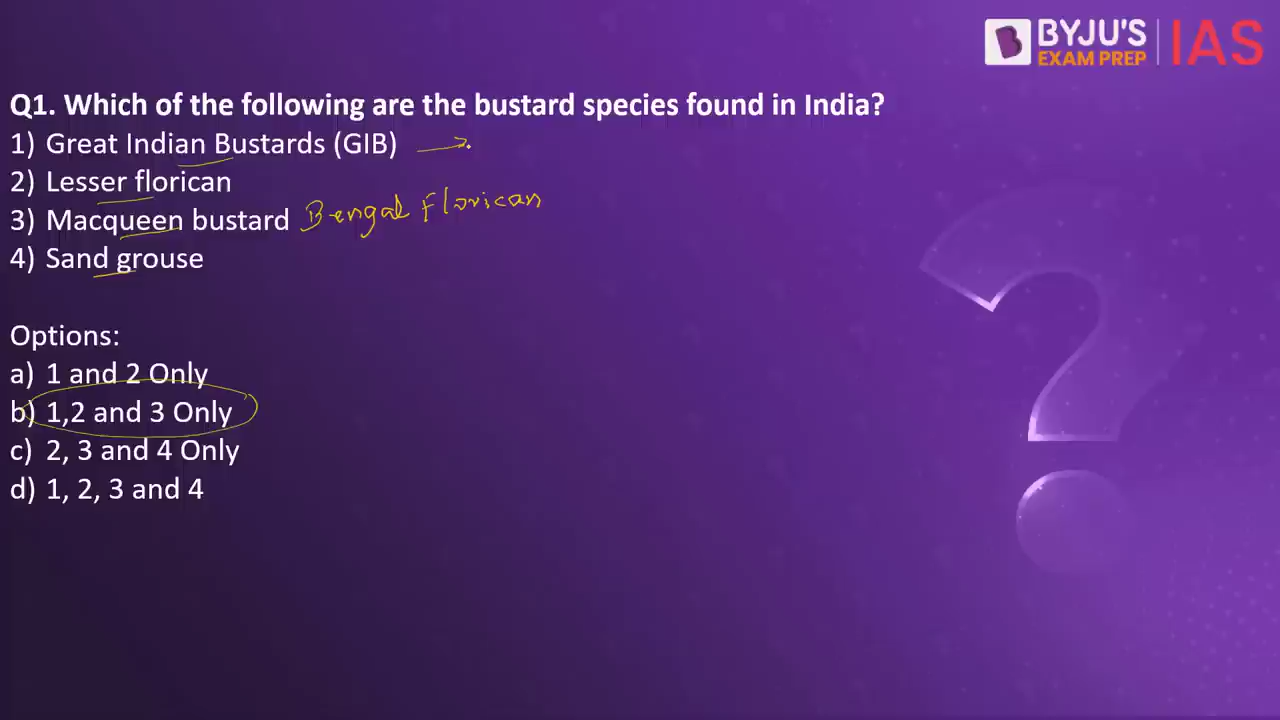 BYJU'S
EXAM PREP
IAS
Q1. Which of the following are the bustard species found in India?
1) Great Indian Bustards (GIB)
2) Lesser florican
3) Macqueen bustard Bengal Florican
4) Sand grouse
Options:
a) 1 and 2 Only
b) 1,2 and 3 Only
c) 2, 3 and 4 Only
d) 1, 2, 3 and 4